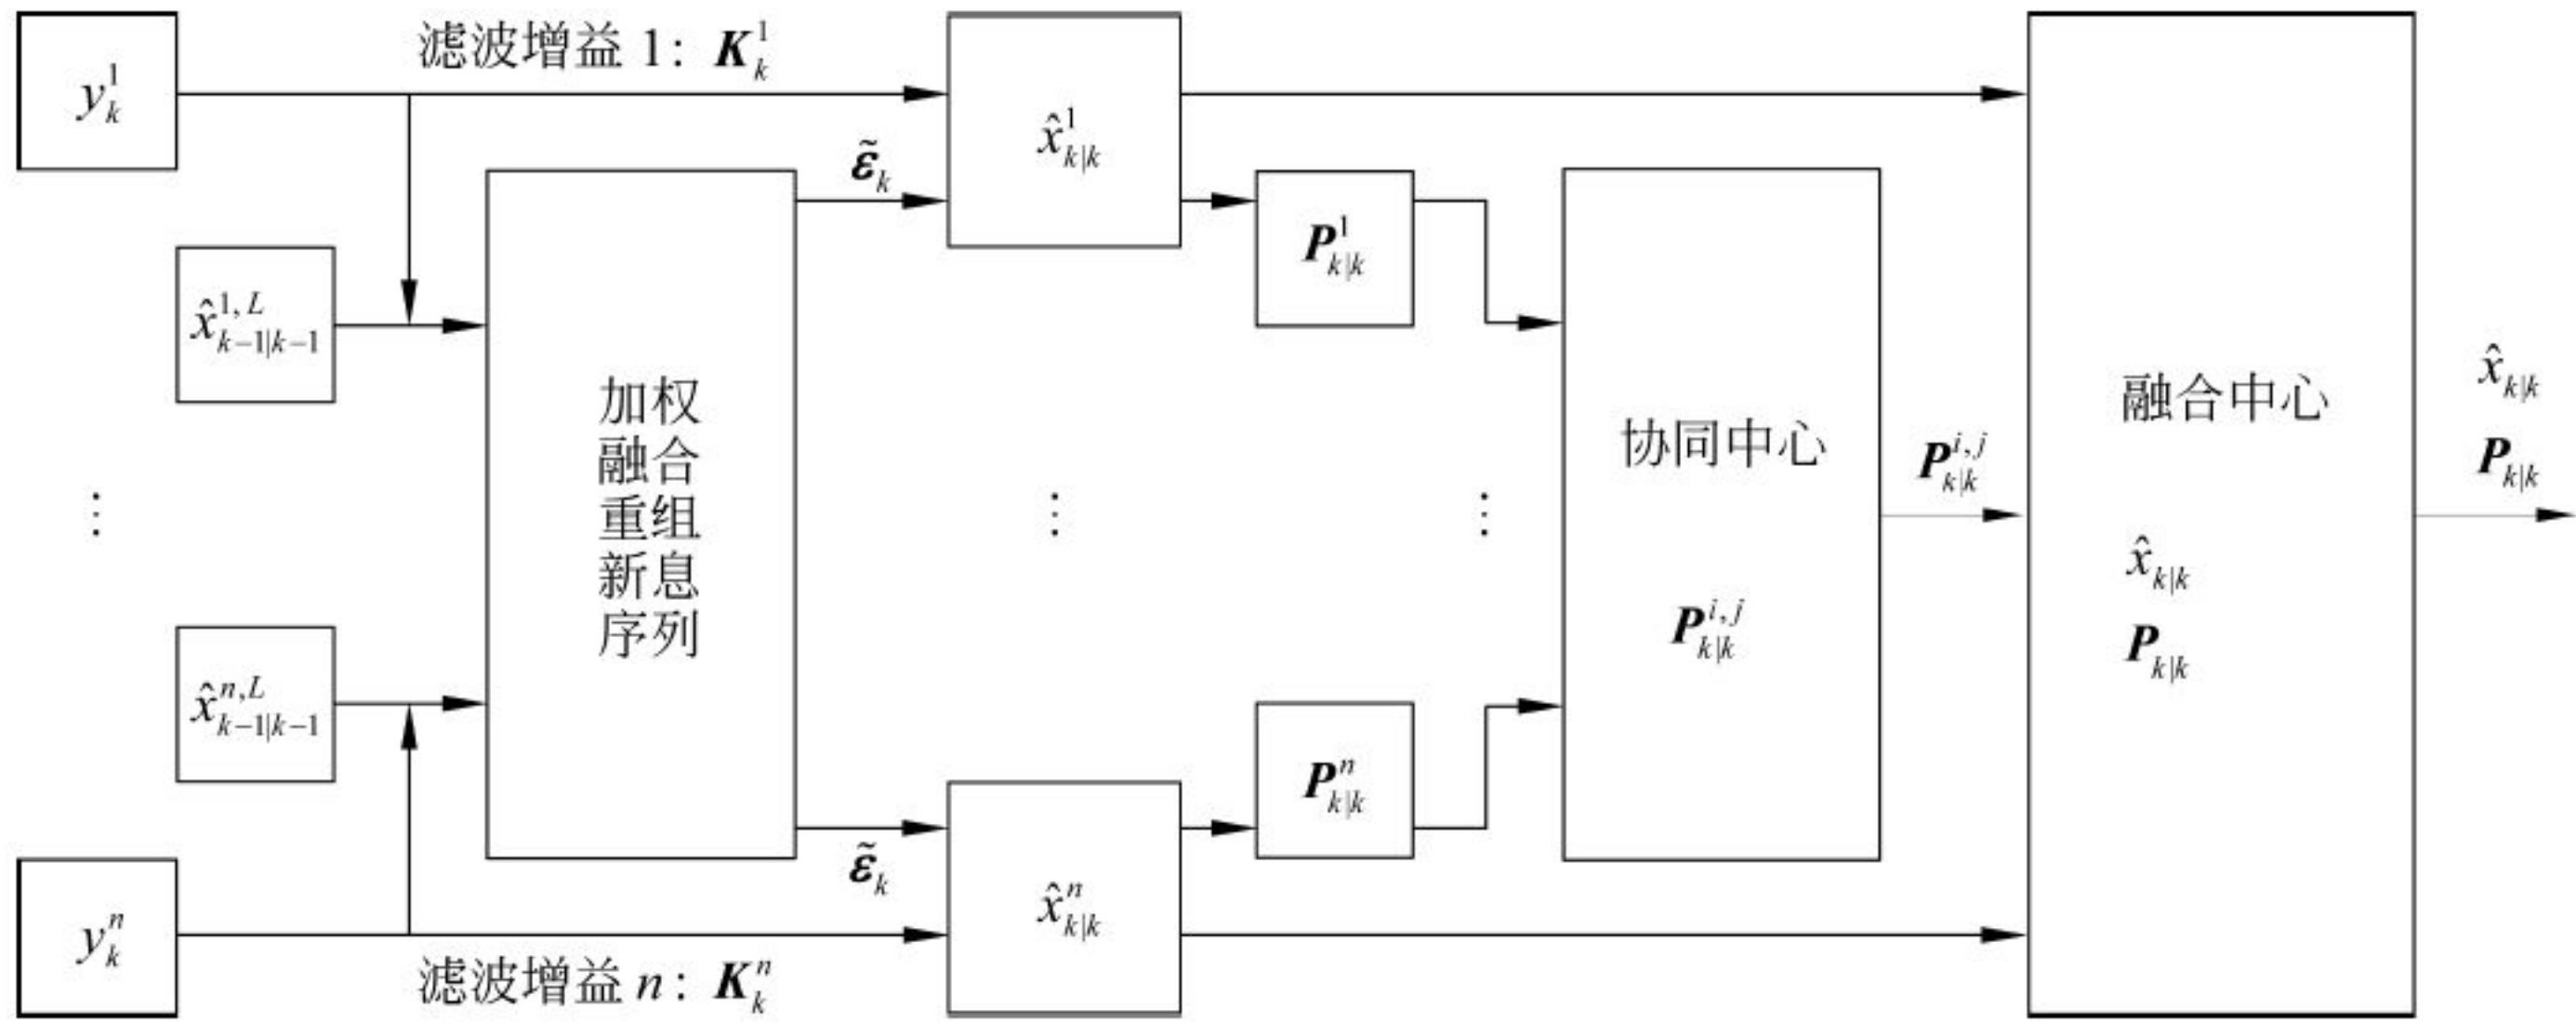 滤波增益 1: K_k^1
y_k^1
x̂_{k|k}^1
ε̃_k
P_{k|k}^1
x̂_{k-1|k-1}^{1,L}
加权
融合
重组
新息
序列
⋮
⋮
⋮
协同中心
P_{k|k}^{i,j}
P_{k|k}^{i,j}
融合中心
x̂_{k|k}
P_{k|k}
x̂_{k|k}
P_{k|k}
x̂_{k-1|k-1}^{n,L}
P_{k|k}^n
ε̃_k
x̂_{k|k}^n
y_k^n
滤波增益 n: K_k^n